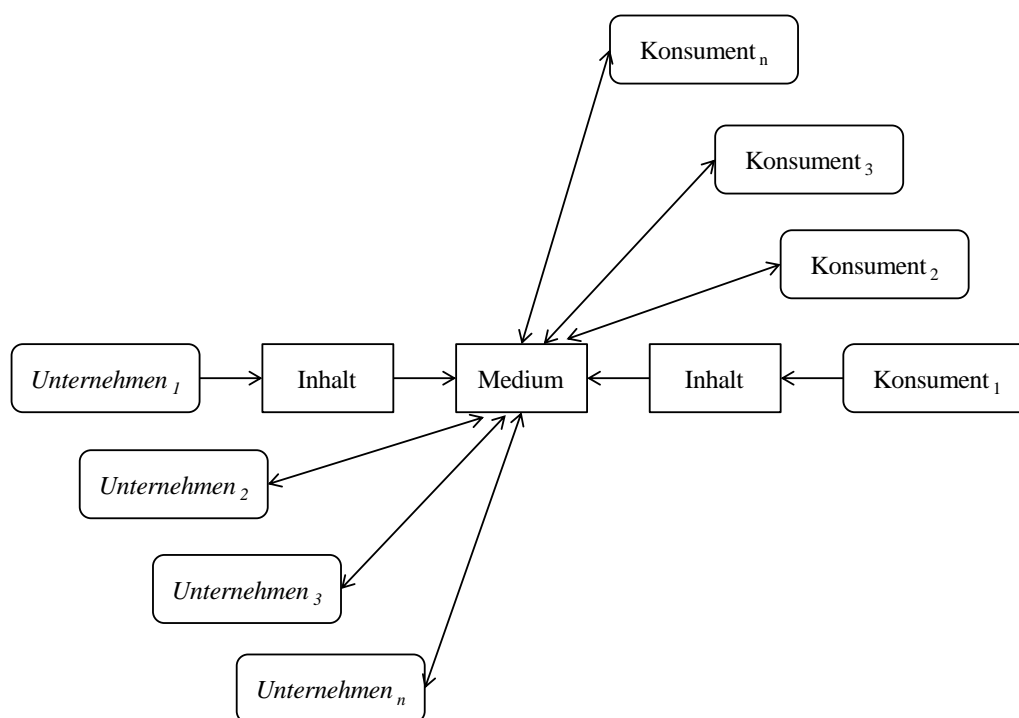 Konsument n
Konsument 3
Konsument 2
Unternehmen 1
Inhalt
Medium
Inhalt
Konsument 1
Unternehmen 2
Unternehmen 3
Unternehmen n